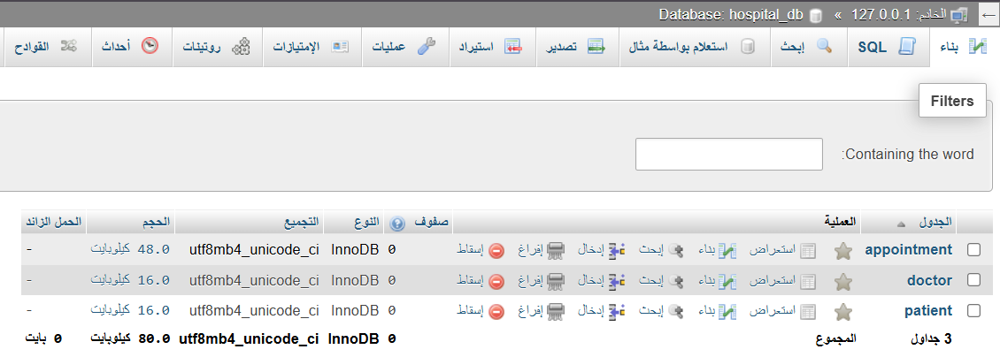 ← الخادم: 127.0.0.1 » Database: hospital_db
بناء SQL إبحث استعلام بواسطة مثال تصدير استيراد عمليات الإمتيازات روتينات أحداث القوادح
Filters
Containing the word:
الجدول العملية صفوف النوع التجميع الحجم الحمل الزائد
appointment استعراض بناء إبحث إدخال إفراغ إسقاط 0 InnoDB utf8mb4_unicode_ci 48.0 كيلوبايت -
doctor استعراض بناء إبحث إدخال إفراغ إسقاط 0 InnoDB utf8mb4_unicode_ci 16.0 كيلوبايت -
patient استعراض بناء إبحث إدخال إفراغ إسقاط 0 InnoDB utf8mb4_unicode_ci 16.0 كيلوبايت -
3 جداول المجموع 0 InnoDB utf8mb4_unicode_ci 80.0 كيلوبايت 0 بايت